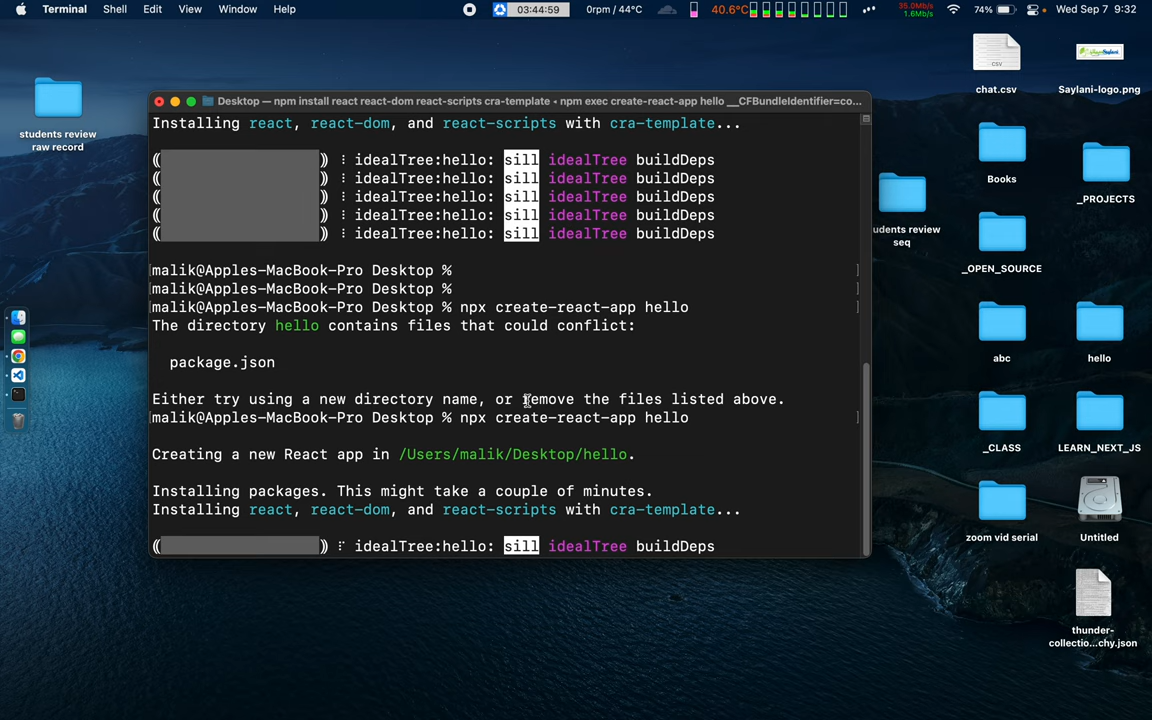 Terminal Shell Edit View Window Help 03:44:59 0rpm / 44°C 40.6°C 35.0Mb/s 1.6Mb/s 74% Wed Sep 7 9:32
Desktop — npm install react react-dom react-scripts cra-template ◂ npm exec create-react-app hello __CFBundleIdentifier=co...
Installing react, react-dom, and react-scripts with cra-template...
idealTree:hello: sill idealTree buildDeps
idealTree:hello: sill idealTree buildDeps
idealTree:hello: sill idealTree buildDeps
idealTree:hello: sill idealTree buildDeps
idealTree:hello: sill idealTree buildDeps
malik@Apples-MacBook-Pro Desktop %
malik@Apples-MacBook-Pro Desktop %
malik@Apples-MacBook-Pro Desktop % npx create-react-app hello
The directory hello contains files that could conflict:
package.json
Either try using a new directory name, or remove the files listed above.
malik@Apples-MacBook-Pro Desktop % npx create-react-app hello
Creating a new React app in /Users/malik/Desktop/hello.
Installing packages. This might take a couple of minutes.
Installing react, react-dom, and react-scripts with cra-template...
idealTree:hello: sill idealTree buildDeps
students review
raw record
udents review
seq
CSV
chat.csv
Saylani-logo.png
Books
_PROJECTS
_OPEN_SOURCE
abc
hello
_CLASS
LEARN_NEXT_JS
zoom vid serial
Untitled
thunder-
collectio...chy.json